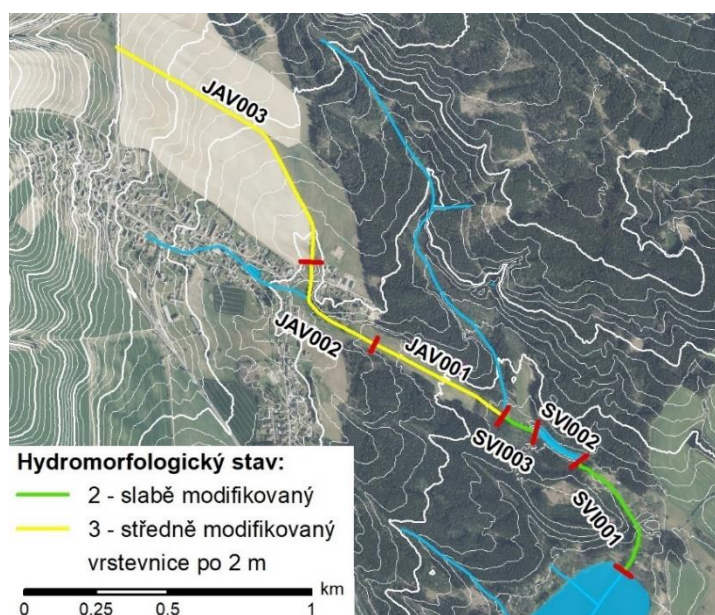 JAV003
JAV002
JAV001
SVI002
SVI003
SVI001
Hydromorfologický stav:
2 - slabě modifikovaný
3 - středně modifikovaný
vrstevnice po 2 m
km
0 0.25 0.5 1